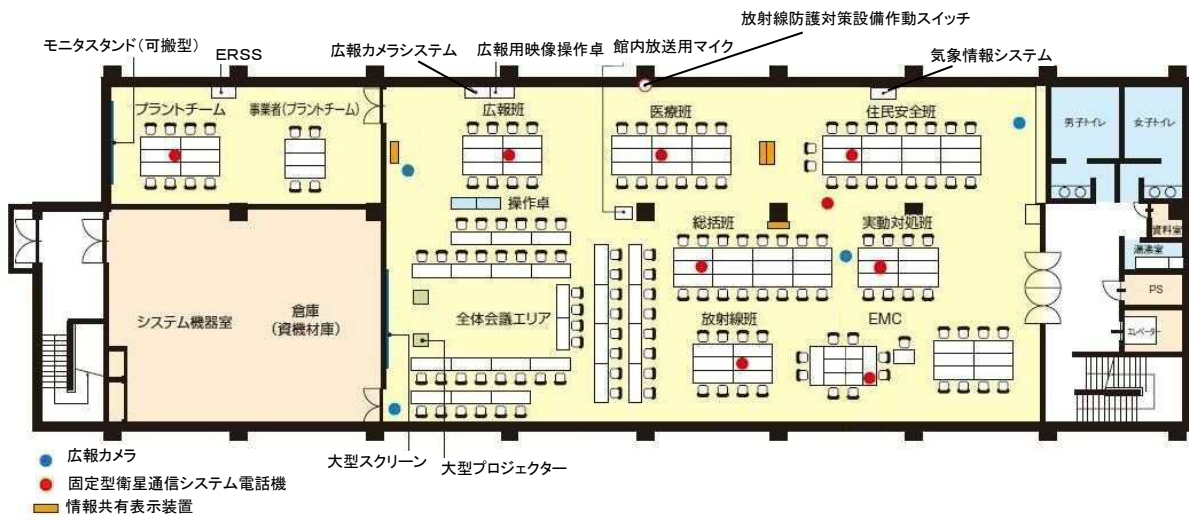 放射線防護対策設備作動スイッチ
モニタスタンド(可搬型)
ERSS
広報カメラシステム
広報用映像操作卓
館内放送用マイク
気象情報システム
プラントチーム
事業者(プラントチーム)
広報班
医療班
住民安全班
男子トイレ
女子トイレ
操作卓
総括班
実動対処班
資料室
湯沸室
PS
システム機器室
倉庫
(資機材庫)
全体会議エリア
放射線班
EMC
エレベーター
大型スクリーン
大型プロジェクター
広報カメラ
固定型衛星通信システム電話機
情報共有表示装置